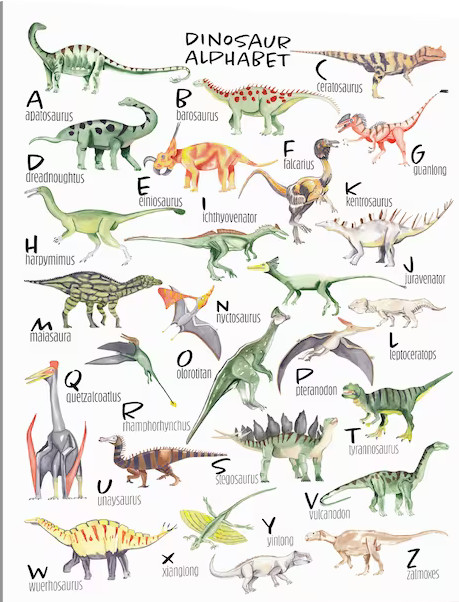 DINOSAUR
ALPHABET
A
apatosaurus
B
barosaurus
C
ceratosaurus
D
dreadnoughtus
E
einiosaurus
F
falcarius
G
guanlong
H
harpymimus
I
ichthyovenator
K
kentrosaurus
J
juravenator
M
maiasaura
N
nyctosaurus
L
leptoceratops
O
olorotitan
P
pteranodon
Q
quetzalcoatlus
R
rhamphorhynchus
S
stegosaurus
T
tyrannosaurus
U
unaysaurus
V
vulcanodon
W
wuerhosaurus
X
xianglong
Y
yinlong
Z
zalmoxes